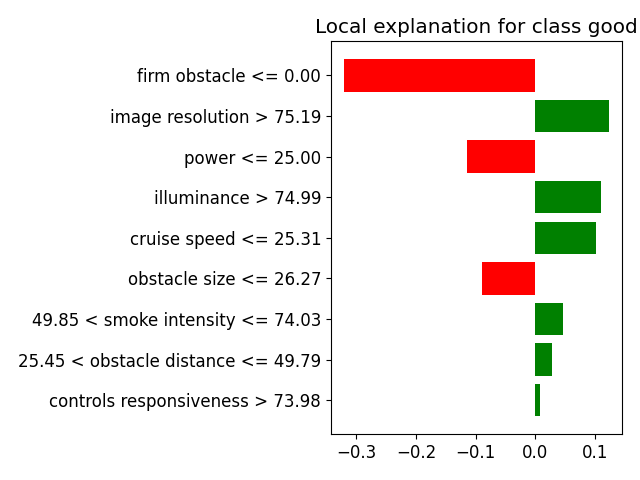 Local explanation for class good
firm obstacle <= 0.00
image resolution > 75.19
power <= 25.00
illuminance > 74.99
cruise speed <= 25.31
obstacle size <= 26.27
49.85 < smoke intensity <= 74.03
25.45 < obstacle distance <= 49.79
controls responsiveness > 73.98
−0.3 −0.2 −0.1 0.0 0.1